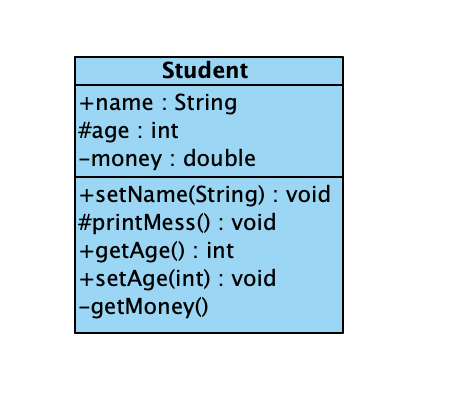 Student
+name : String
#age : int
-money : double
+setName(String) : void
#printMess() : void
+getAge() : int
+setAge(int) : void
-getMoney()